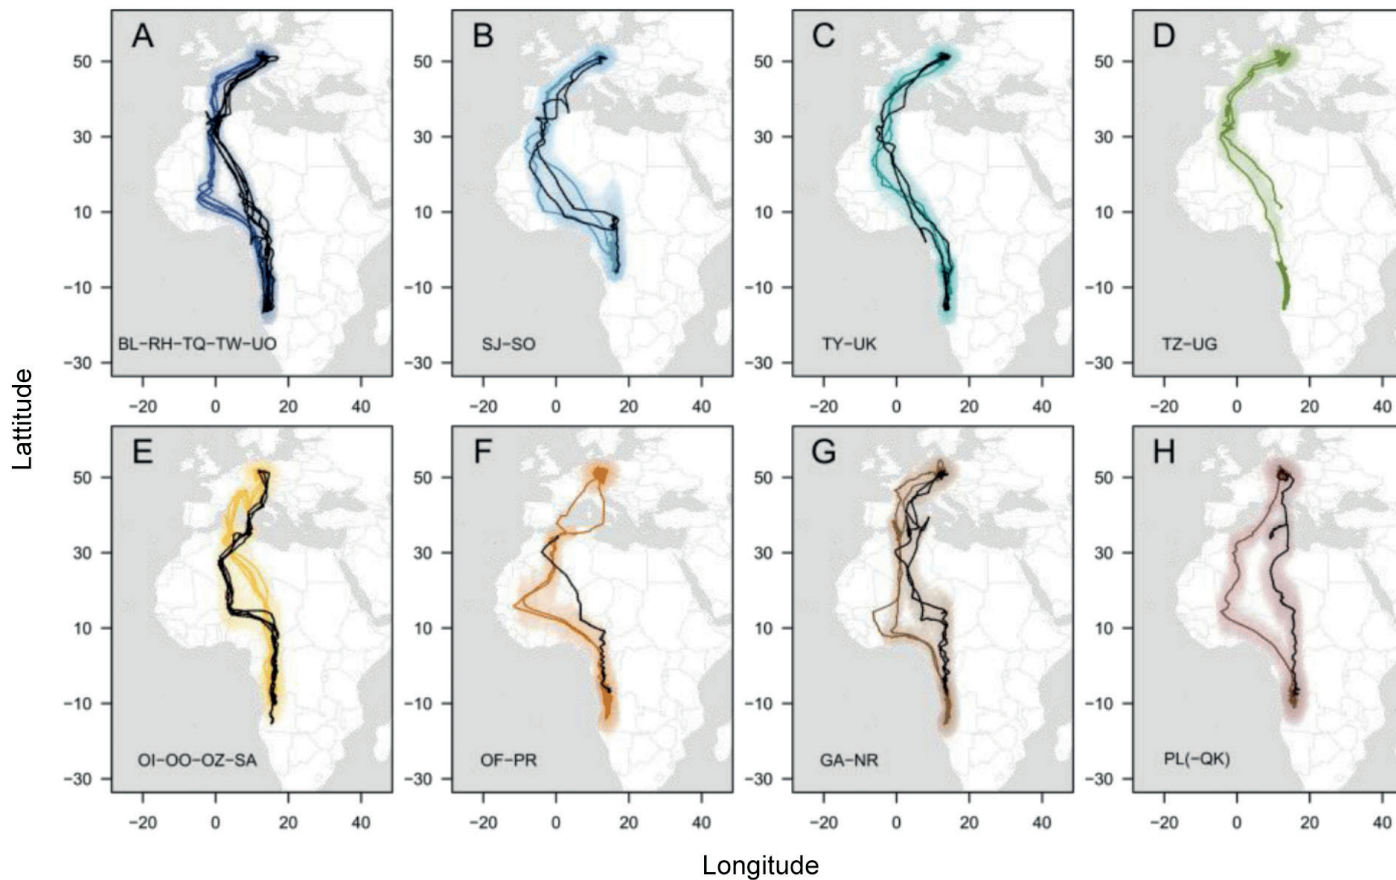 A B C D
50 50 50 50
30 30 30 30
10 10 10 10
−10 −10 −10 −10
BL−RH−TQ−TW−UO SJ−SO TY−UK TZ−UG
−30 −30 −30 −30
−20 0 20 40 −20 0 20 40 −20 0 20 40 −20 0 20 40
Lattitude
E F G H
50 50 50 50
30 30 30 30
10 10 10 10
−10 −10 −10 −10
OI−OO−OZ−SA OF−PR GA−NR PL(−QK)
−30 −30 −30 −30
−20 0 20 40 −20 0 20 40 −20 0 20 40 −20 0 20 40
Longitude